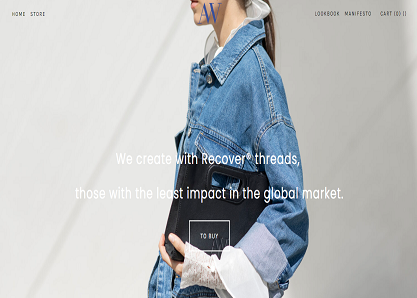 HOME STORE
AV
LOOKBOOK MANIFESTO CART (0) []
We create with Recover® threads,
those with the least impact in the global market.
TO BUY